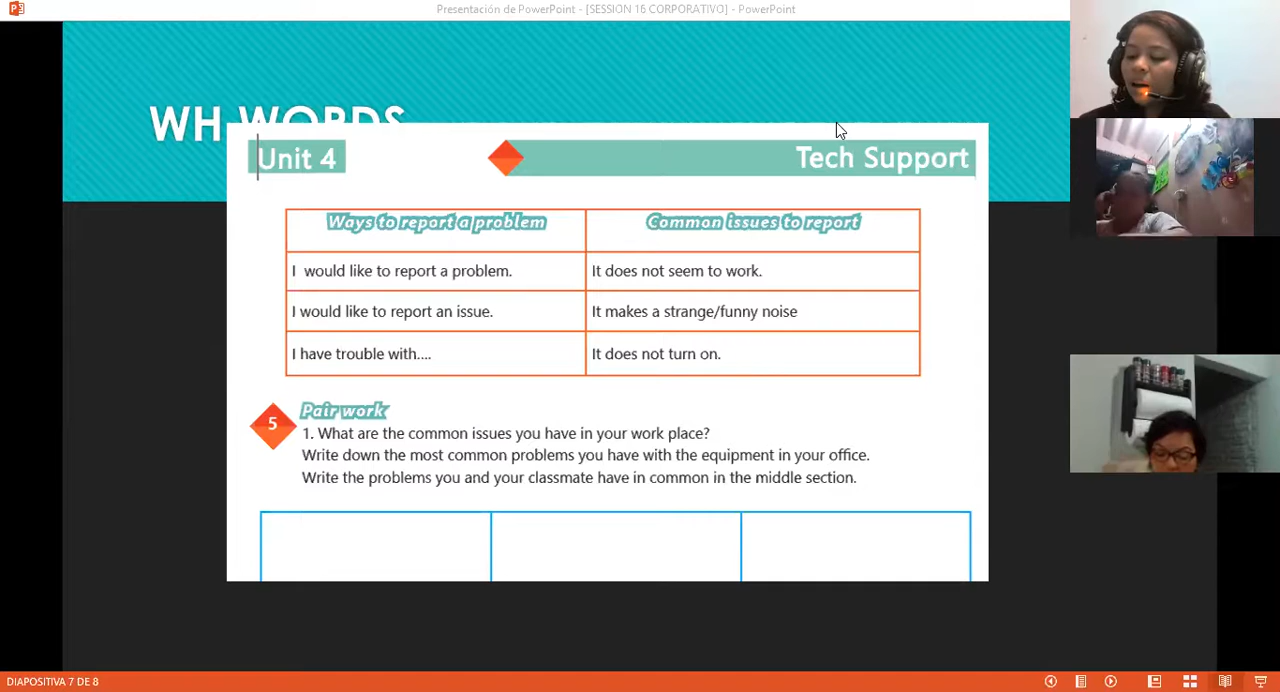 Presentación de PowerPoint - [SESSION 16 CORPORATIVO] - PowerPoint
WH WORDS
Unit 4
Tech Support
Ways to report a problem
Common issues to report
I would like to report a problem.
It does not seem to work.
I would like to report an issue.
It makes a strange/funny noise
I have trouble with....
It does not turn on.
5
Pair work
1. What are the common issues you have in your work place?
Write down the most common problems you have with the equipment in your office.
Write the problems you and your classmate have in common in the middle section.
DIAPOSITIVA 7 DE 8